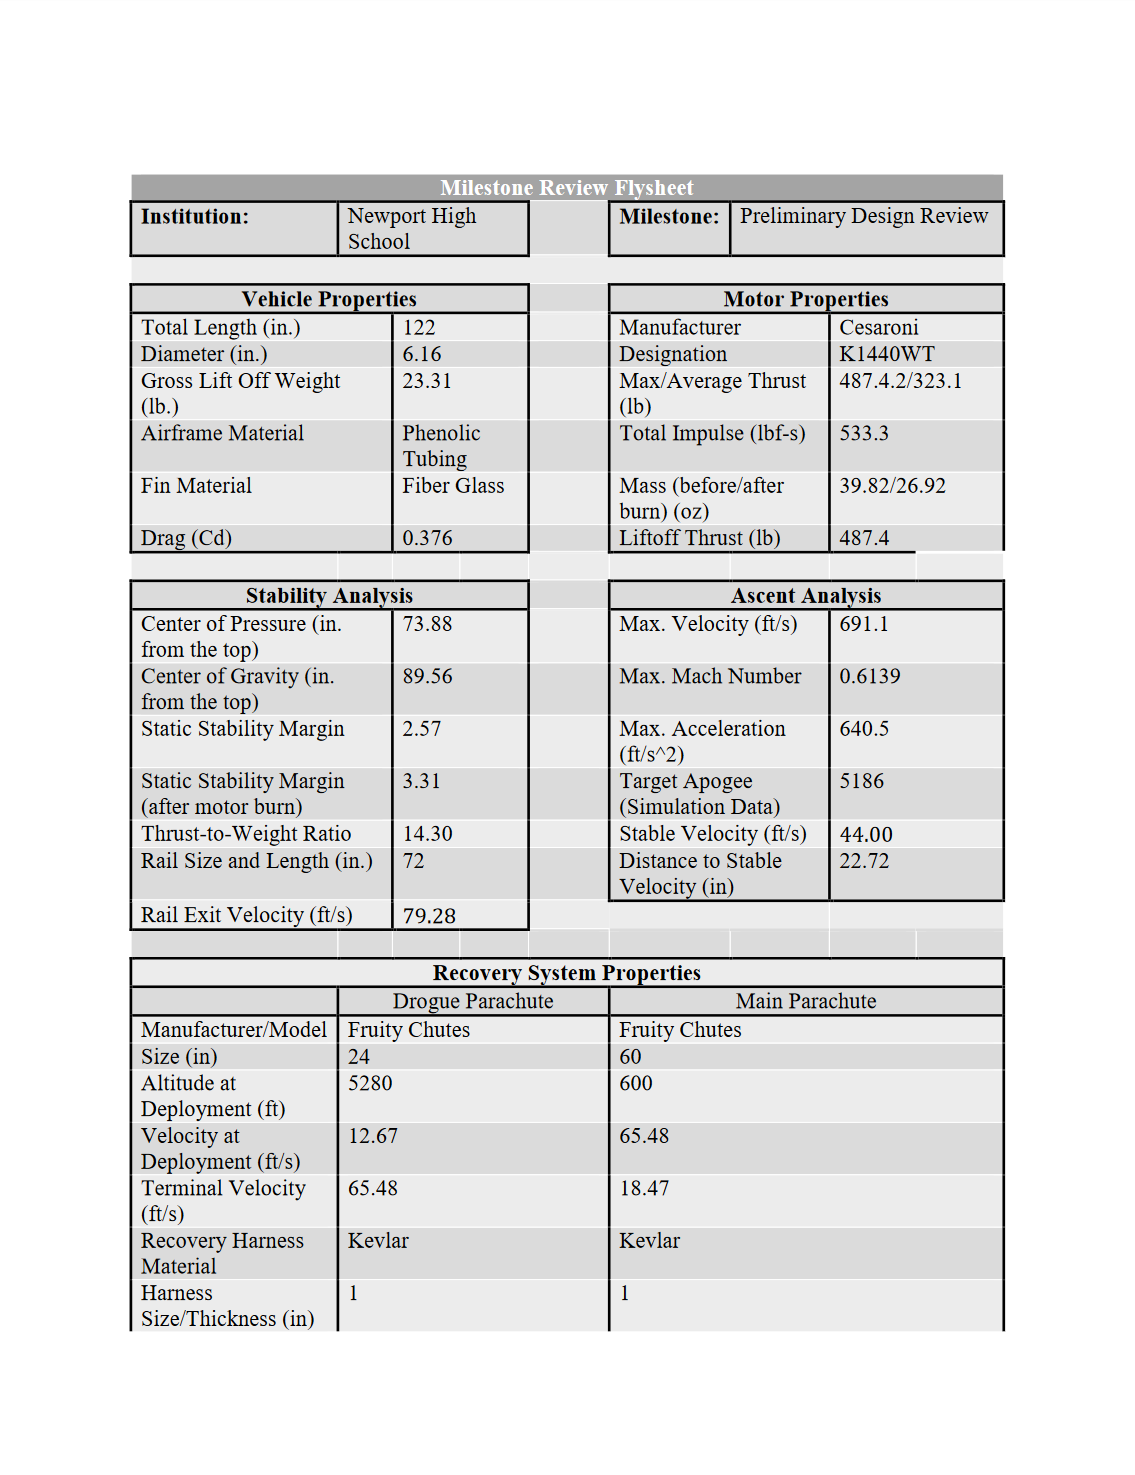 Milestone Review Flysheet
Institution: Newport High Milestone: Preliminary Design Review
School
Vehicle Properties Motor Properties
Total Length (in.) 122 Manufacturer Cesaroni
Diameter (in.) 6.16 Designation K1440WT
Gross Lift Off Weight 23.31 Max/Average Thrust 487.4.2/323.1
(lb.) (lb)
Airframe Material Phenolic Total Impulse (lbf-s) 533.3
Tubing
Fin Material Fiber Glass Mass (before/after 39.82/26.92
burn) (oz)
Drag (Cd) 0.376 Liftoff Thrust (lb) 487.4
Stability Analysis Ascent Analysis
Center of Pressure (in. 73.88 Max. Velocity (ft/s) 691.1
from the top)
Center of Gravity (in. 89.56 Max. Mach Number 0.6139
from the top)
Static Stability Margin 2.57 Max. Acceleration 640.5
(ft/s^2)
Static Stability Margin 3.31 Target Apogee 5186
(after motor burn) (Simulation Data)
Thrust-to-Weight Ratio 14.30 Stable Velocity (ft/s) 44.00
Rail Size and Length (in.) 72 Distance to Stable 22.72
Velocity (in)
Rail Exit Velocity (ft/s) 79.28
Recovery System Properties
Drogue Parachute Main Parachute
Manufacturer/Model Fruity Chutes Fruity Chutes
Size (in) 24 60
Altitude at 5280 600
Deployment (ft)
Velocity at 12.67 65.48
Deployment (ft/s)
Terminal Velocity 65.48 18.47
(ft/s)
Recovery Harness Kevlar Kevlar
Material
Harness 1 1
Size/Thickness (in)